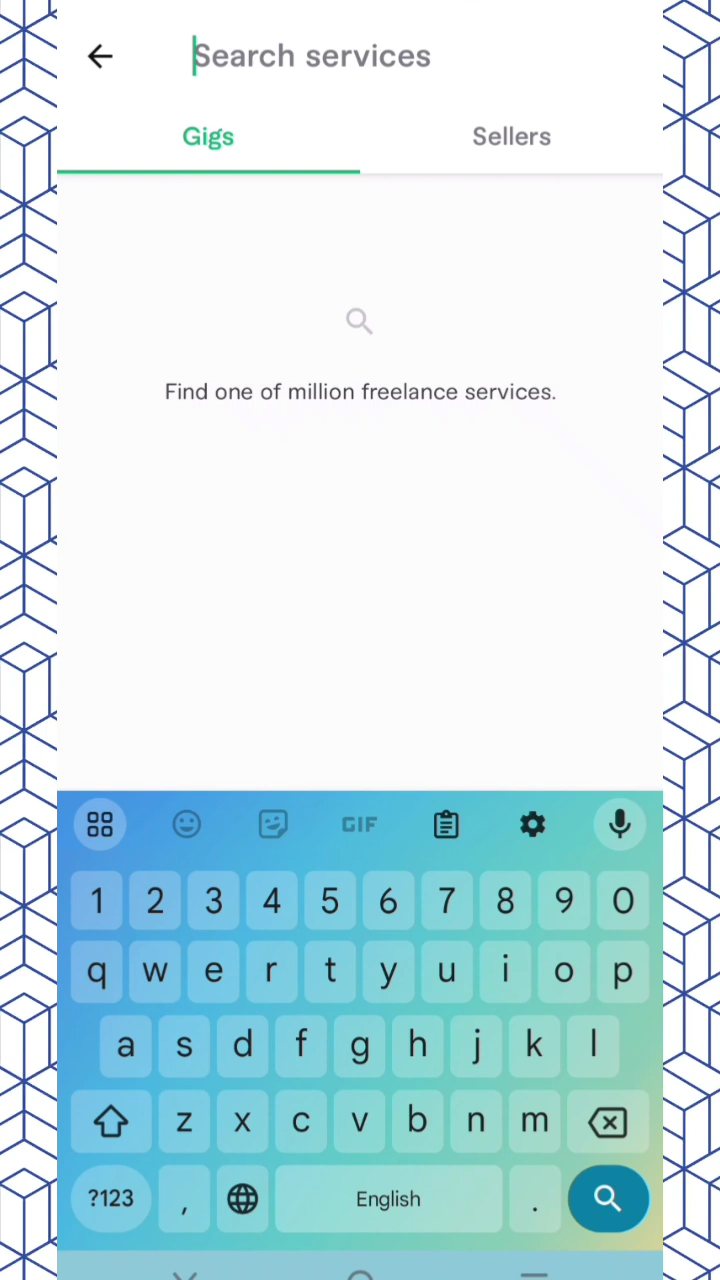 Search services
Gigs Sellers
Find one of million freelance services.
GIF
1 2 3 4 5 6 7 8 9 0
q w e r t y u i o p
a s d f g h j k l
z x c v b n m
?123 , English .